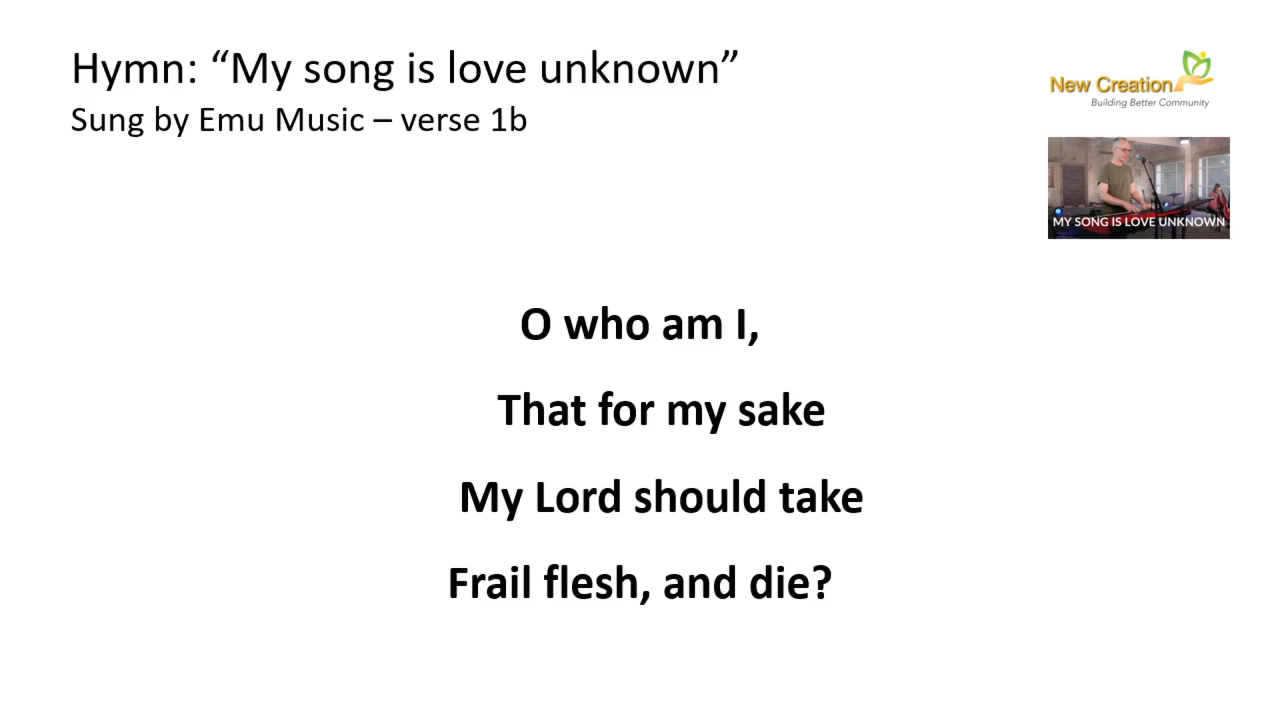 Hymn: “My song is love unknown”
Sung by Emu Music – verse 1b
New Creation
Building Better Community
MY SONG IS LOVE UNKNOWN
O who am I,
That for my sake
My Lord should take
Frail flesh, and die?